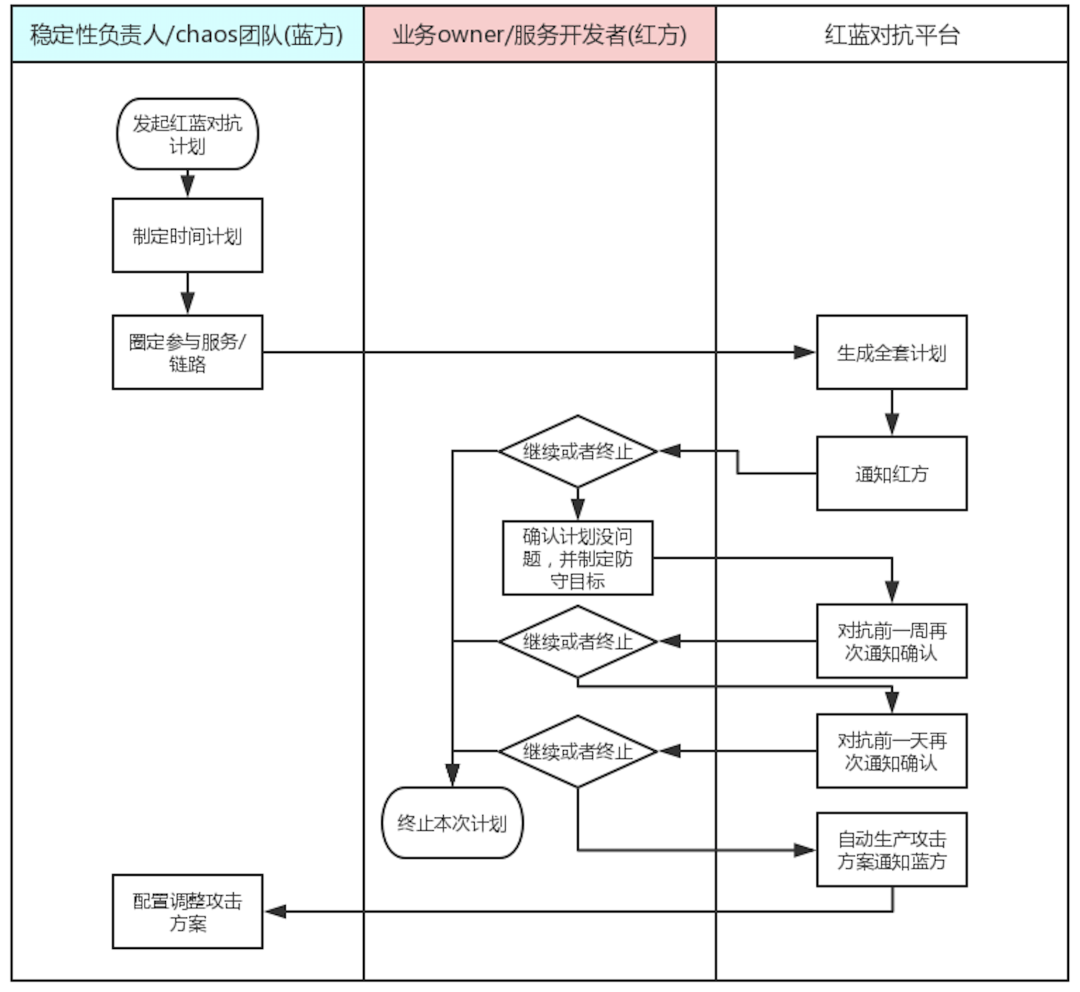 稳定性负责人/chaos团队(蓝方)
业务owner/服务开发者(红方)
红蓝对抗平台
发起红蓝对抗
计划
制定时间计划
圈定参与服务/
链路
生成全套计划
继续或者终止
通知红方
确认计划没问
题，并制定防
守目标
继续或者终止
对抗前一周再
次通知确认
继续或者终止
对抗前一天再
次通知确认
终止本次计划
自动生产攻击
方案通知蓝方
配置调整攻击
方案